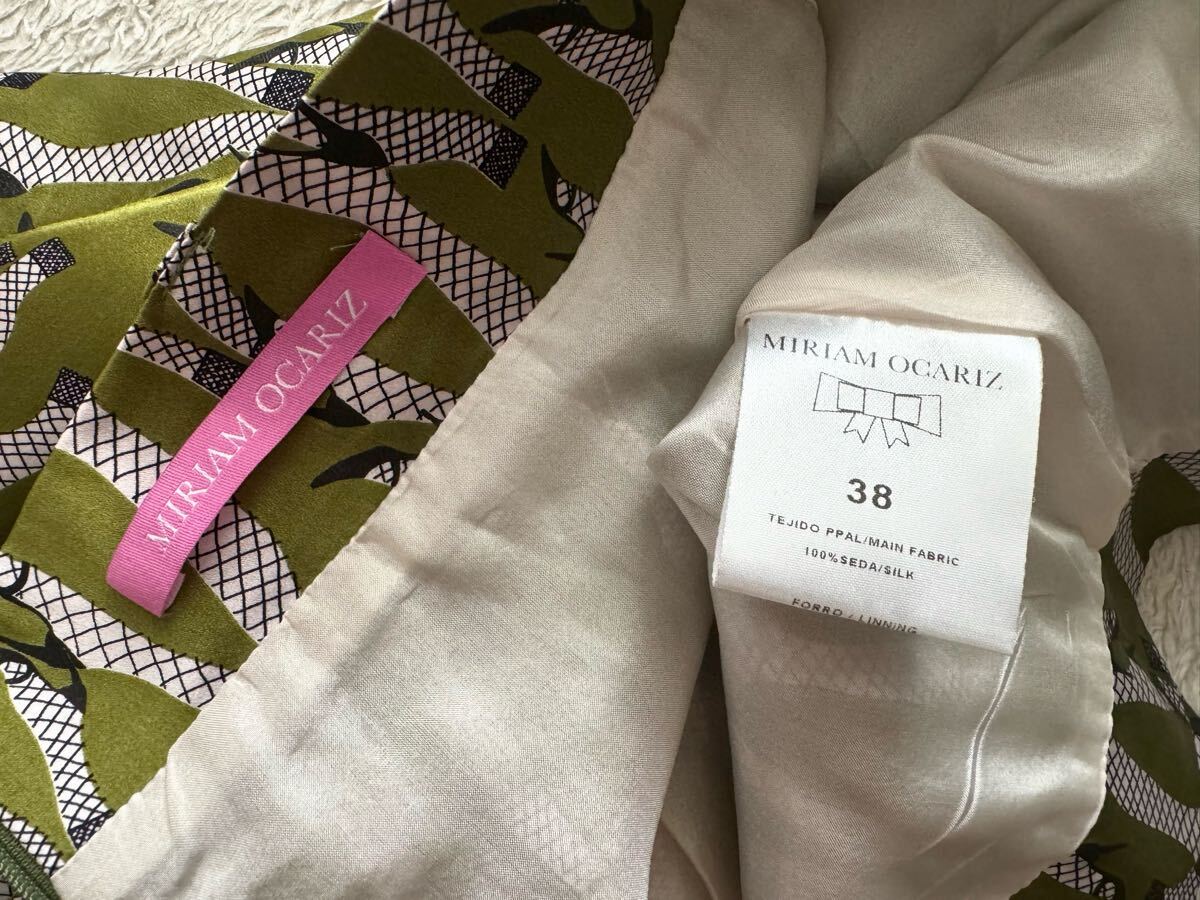 MIRIAM OCARIZ
MIRIAM OCARIZ
38
TEJIDO PPAL/MAIN FABRIC
100%SEDA/SILK
FORRO / LINNING